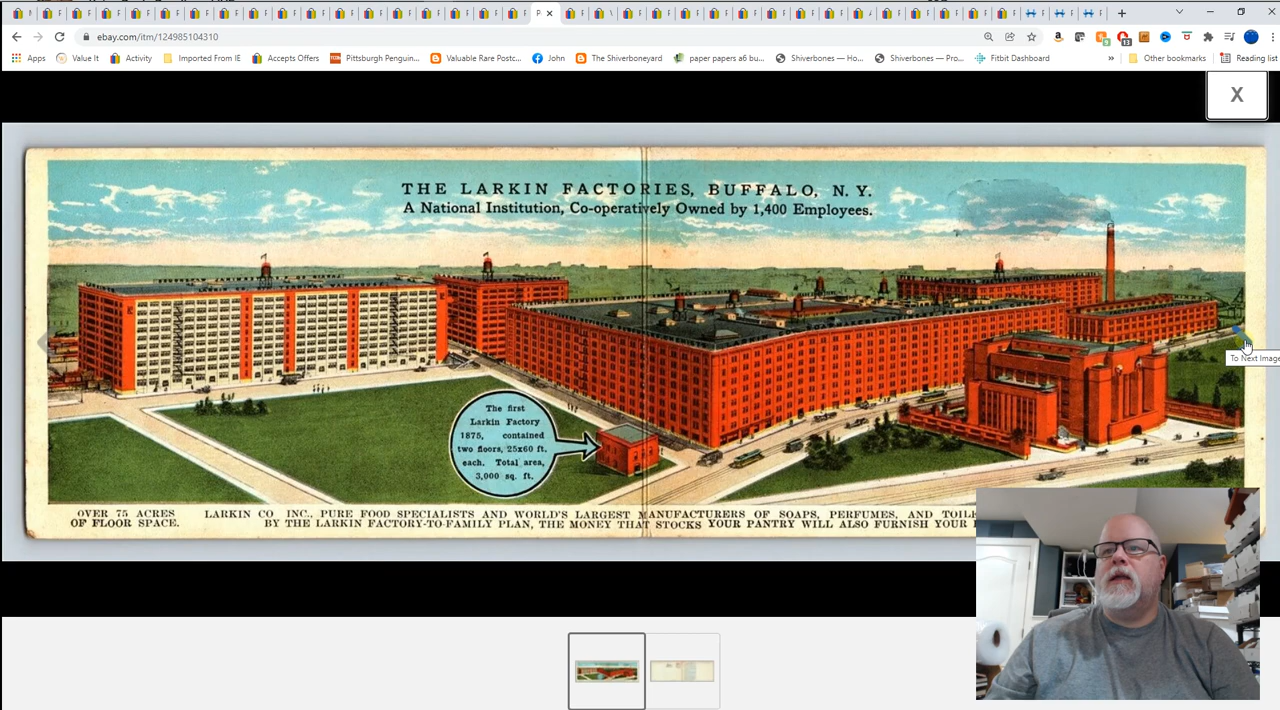 ebay.com/itm/124985104310
Apps
Value It
Activity
Imported From IE
Accepts Offers
Pittsburgh Penguin...
Valuable Rare Postc...
John
The Shiverboneyard
paper papers a6 bu...
Shiverbones — Ho...
Shiverbones — Pro...
Fitbit Dashboard
»
Other bookmarks
Reading list
X
THE LARKIN FACTORIES, BUFFALO, N. Y.
A National Institution, Co-operatively Owned by 1,400 Employees.
To Next Image
The first
Larkin Factory
1875, contained
two floors, 25x60 ft.
each. Total area,
3,000 sq. ft.
OVER 75 ACRES
OF FLOOR SPACE.
LARKIN CO INC., PURE FOOD SPECIALISTS AND WORLD'S LARGEST MANUFACTURERS OF SOAPS, PERFUMES, AND TOILE
BY THE LARKIN FACTORY-TO-FAMILY PLAN, THE MONEY THAT STOCKS YOUR PANTRY WILL ALSO FURNISH YOUR